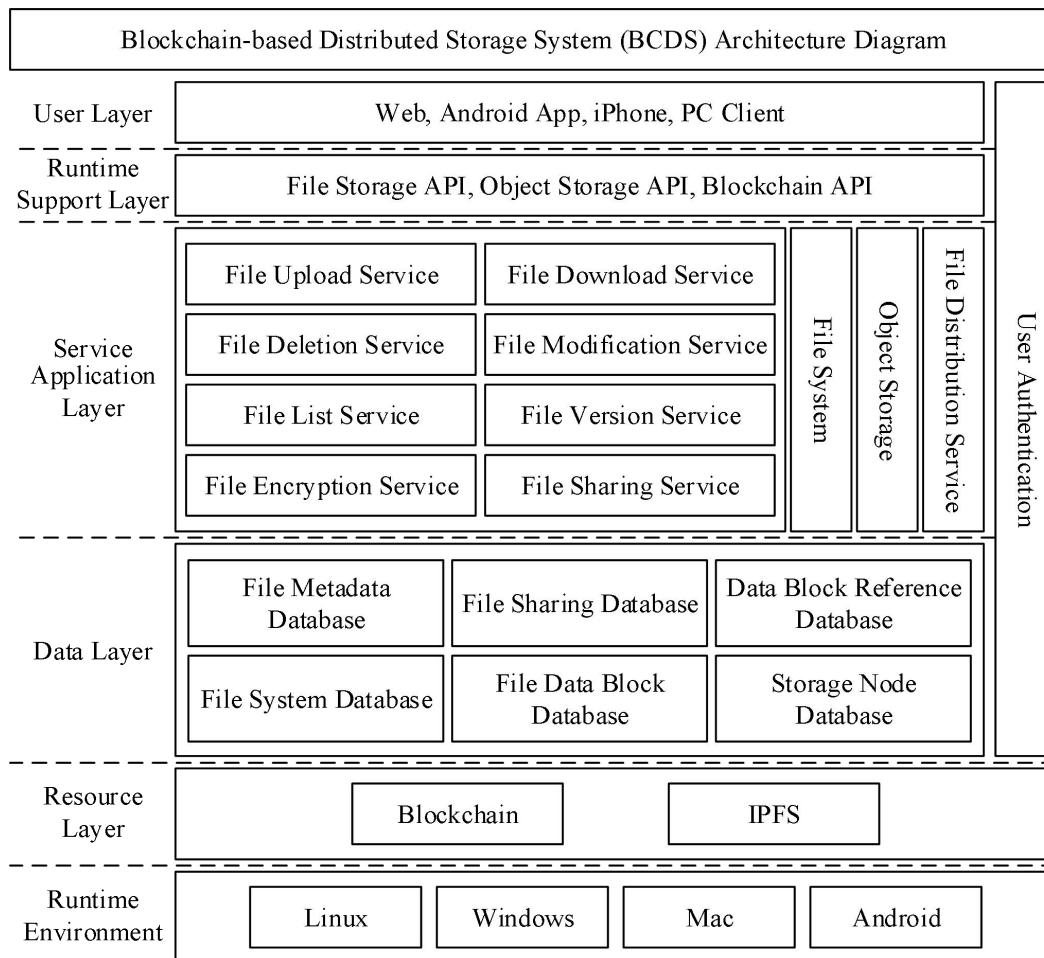 Blockchain-based Distributed Storage System (BCDS) Architecture Diagram
User Layer
Web, Android App, iPhone, PC Client
Runtime
Support Layer
File Storage API, Object Storage API, Blockchain API
Service
Application
Layer
File Upload Service
File Download Service
File Deletion Service
File Modification Service
File List Service
File Version Service
File Encryption Service
File Sharing Service
File System
Object Storage
File Distribution Service
User Authentication
Data Layer
File Metadata
Database
File Sharing Database
Data Block Reference
Database
File System Database
File Data Block
Database
Storage Node
Database
Resource
Layer
Blockchain
IPFS
Runtime
Environment
Linux
Windows
Mac
Android